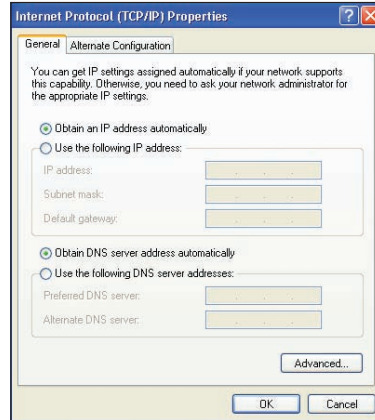 Internet Protocol (TCP/IP) Properties
General
Alternate Configuration
You can get IP settings assigned automatically if your network supports
this capability. Otherwise, you need to ask your network administrator for
the appropriate IP settings.
Obtain an IP address automatically
Use the following IP address:
IP address:
Subnet mask:
Default gateway:
Obtain DNS server address automatically
Use the following DNS server addresses:
Preferred DNS server:
Alternate DNS server:
Advanced...
OK
Cancel